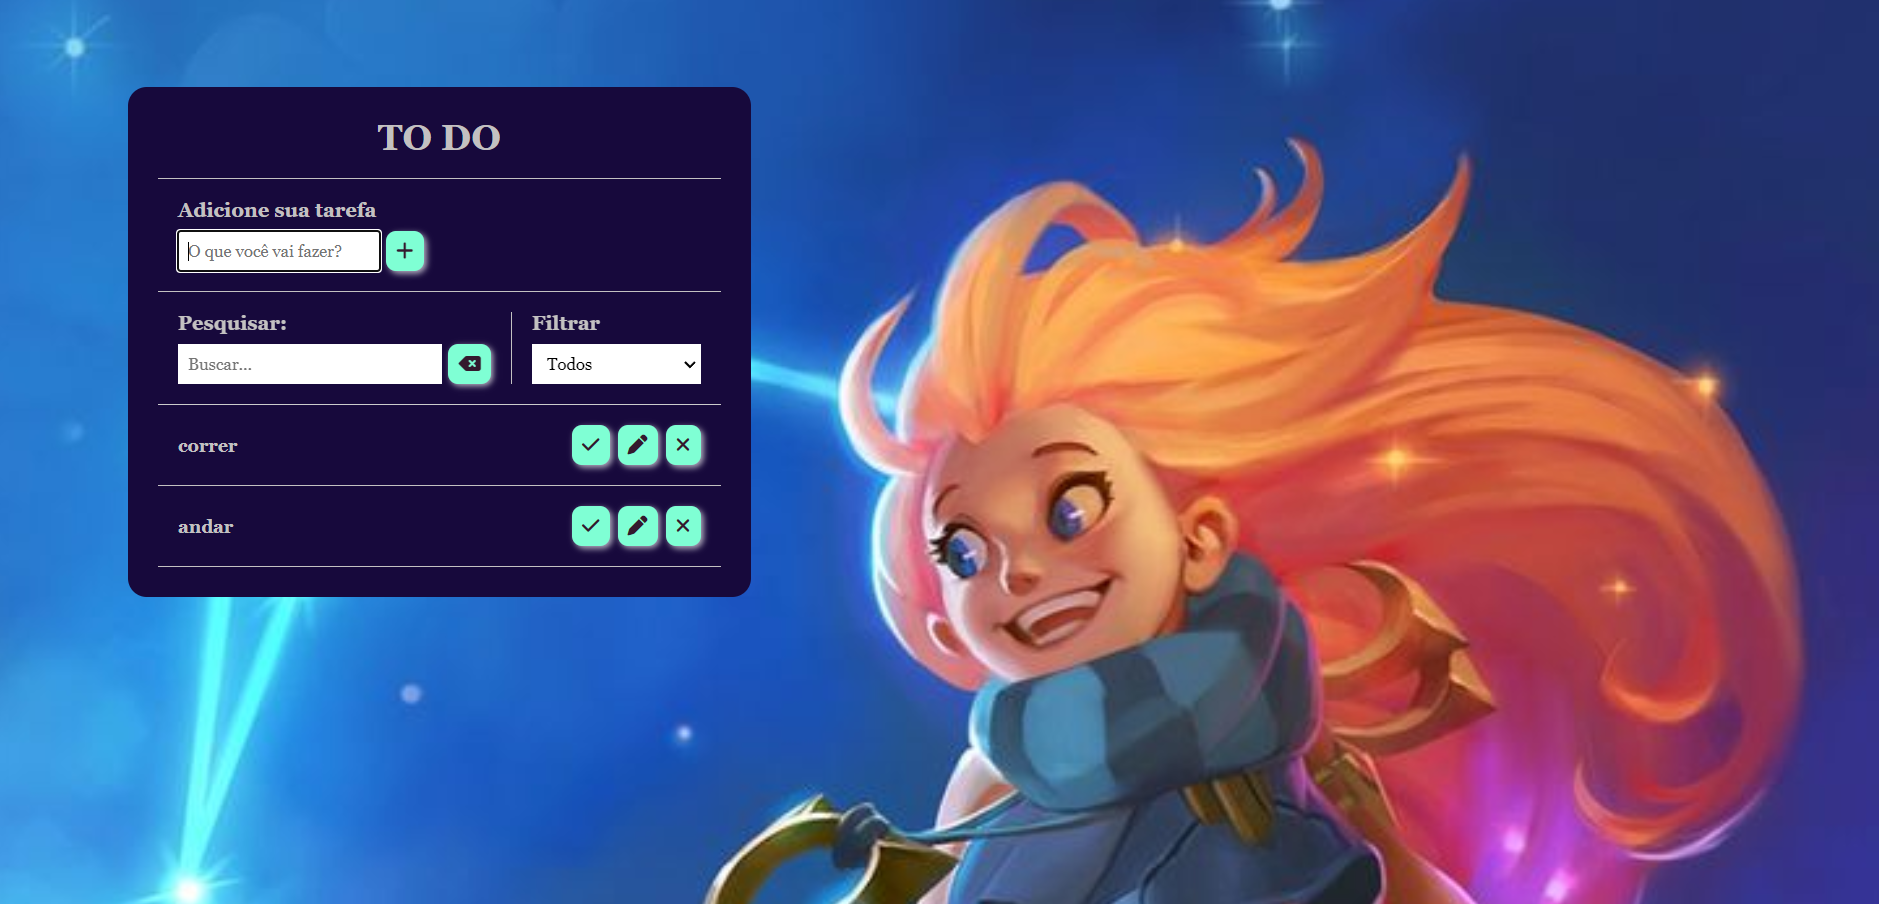 TO DO
Adicione sua tarefa
O que você vai fazer?
Pesquisar:
Filtrar
Buscar...
Todos
correr
andar